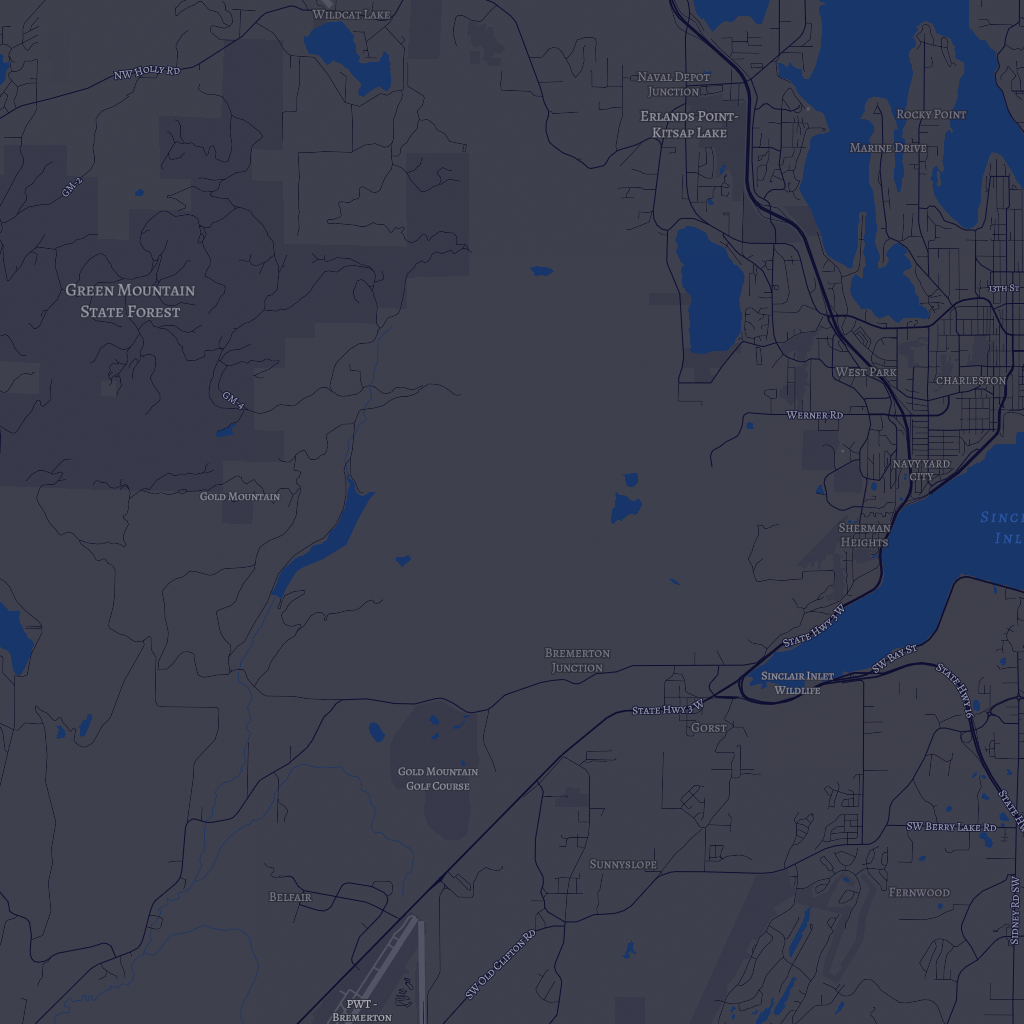 Wildcat Lake
NW Holly Rd
Naval Depot
Junction
Erlands Point-
Kitsap Lake
Rocky Point
Marine Drive
GM-2
Green Mountain
State Forest
13th St
West Park
Charleston
GM-4
Werner Rd
Navy Yard
City
Gold Mountain
Sherman
Heights
State Hwy 3 W
Bremerton
Junction
SW Bay St
Sinclair Inlet
Wildlife
State Hwy 16
State Hwy 3 W
Gorst
Gold Mountain
Golf Course
SW Berry Lake Rd
Sunnyslope
Belfair
Fernwood
Sidney Rd SW
SW Old Clifton Rd
PWT -
Bremerton